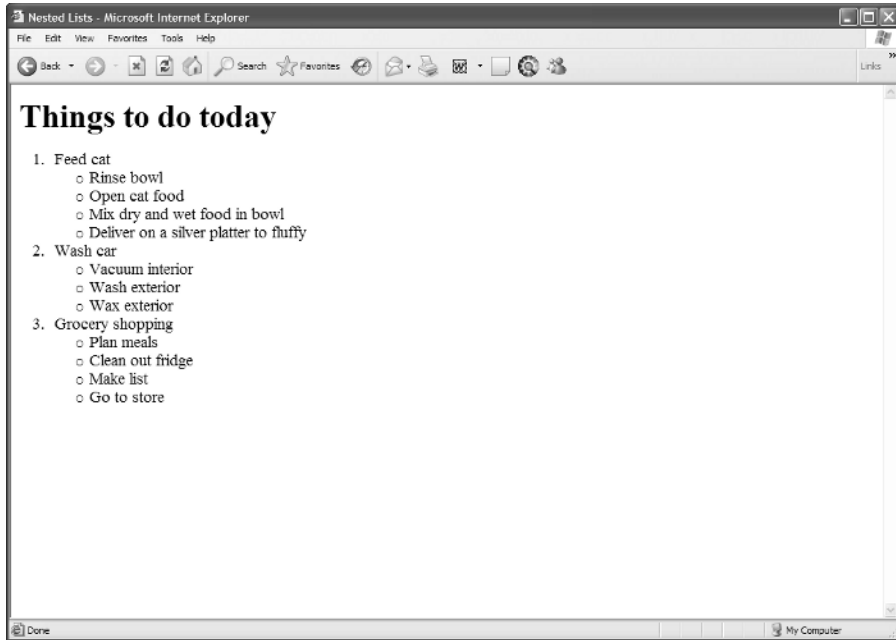 Nested Lists - Microsoft Internet Explorer
File Edit View Favorites Tools Help
Back Search Favorites W Links »
Things to do today
1. Feed cat
○ Rinse bowl
○ Open cat food
○ Mix dry and wet food in bowl
○ Deliver on a silver platter to fluffy
2. Wash car
○ Vacuum interior
○ Wash exterior
○ Wax exterior
3. Grocery shopping
○ Plan meals
○ Clean out fridge
○ Make list
○ Go to store
Done My Computer